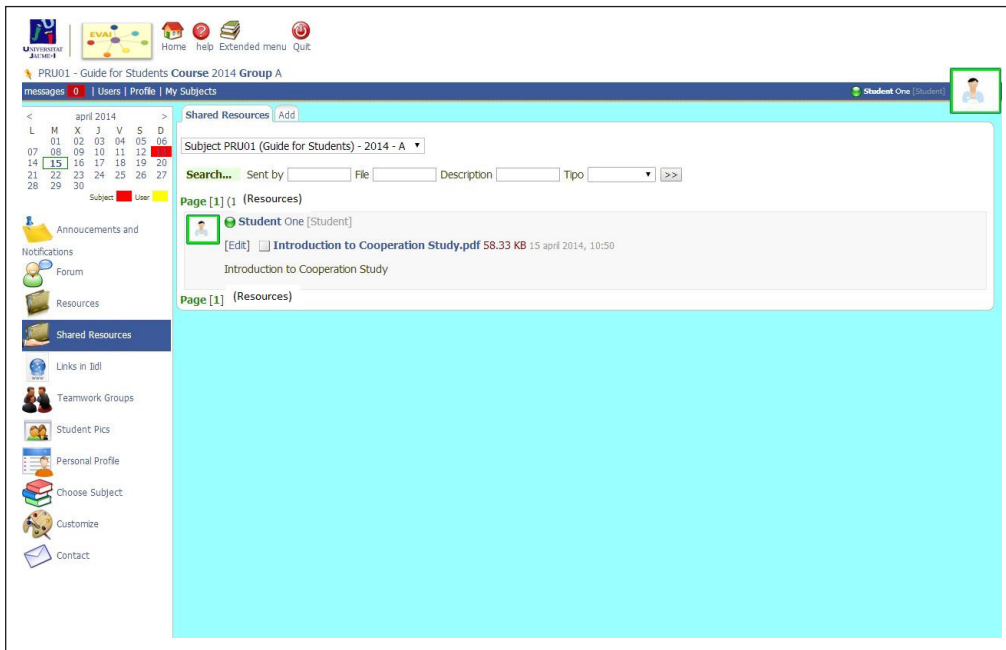 UNIVERSITAT
JAUME·I
EVAI
Home help Extended menu Quit
PRU01 - Guide for Students Course 2014 Group A
messages 0 | Users | Profile | My Subjects
Student One [Student]
< april 2014 >
L M X J V S D
01 02 03 04 05 06
07 08 09 10 11 12
14 15 16 17 18 19 20
21 22 23 24 25 26 27
28 29 30
Subject User
Annoucements and
Notifications
Forum
Resources
Shared Resources
Links in Iidl
www
Teamwork Groups
Student Pics
Personal Profile
Choose Subject
Customize
Contact
Shared Resources Add
Subject PRU01 (Guide for Students) - 2014 - A
Search... Sent by File Description Tipo >>
Page [1] (1 (Resources)
Student One [Student]
[Edit] Introduction to Cooperation Study.pdf 58.33 KB 15 april 2014, 10:50
Introduction to Cooperation Study
Page [1] (Resources)